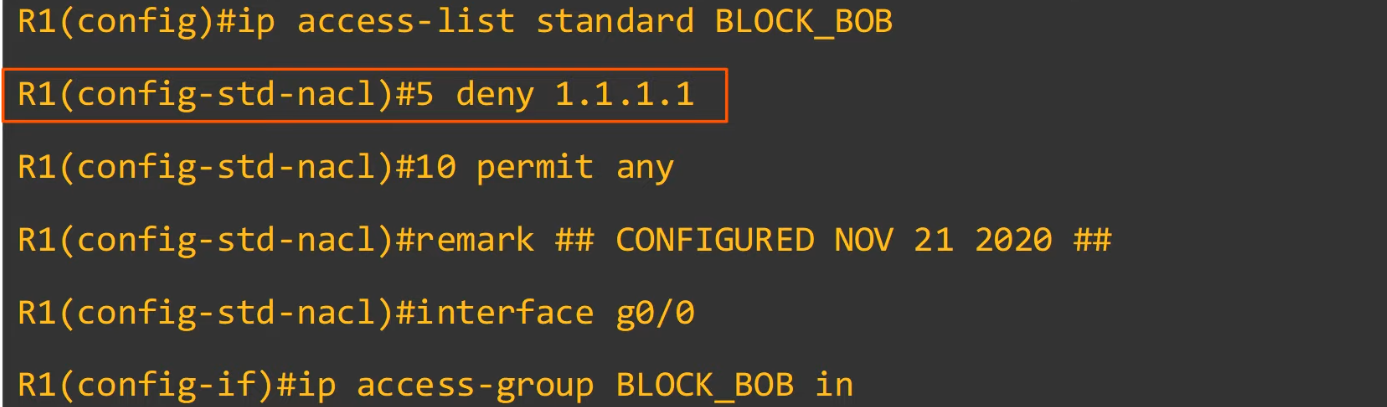 R1(config)#ip access-list standard BLOCK_BOB
R1(config-std-nacl)#5 deny 1.1.1.1
R1(config-std-nacl)#10 permit any
R1(config-std-nacl)#remark ## CONFIGURED NOV 21 2020 ##
R1(config-std-nacl)#interface g0/0
R1(config-if)#ip access-group BLOCK_BOB in